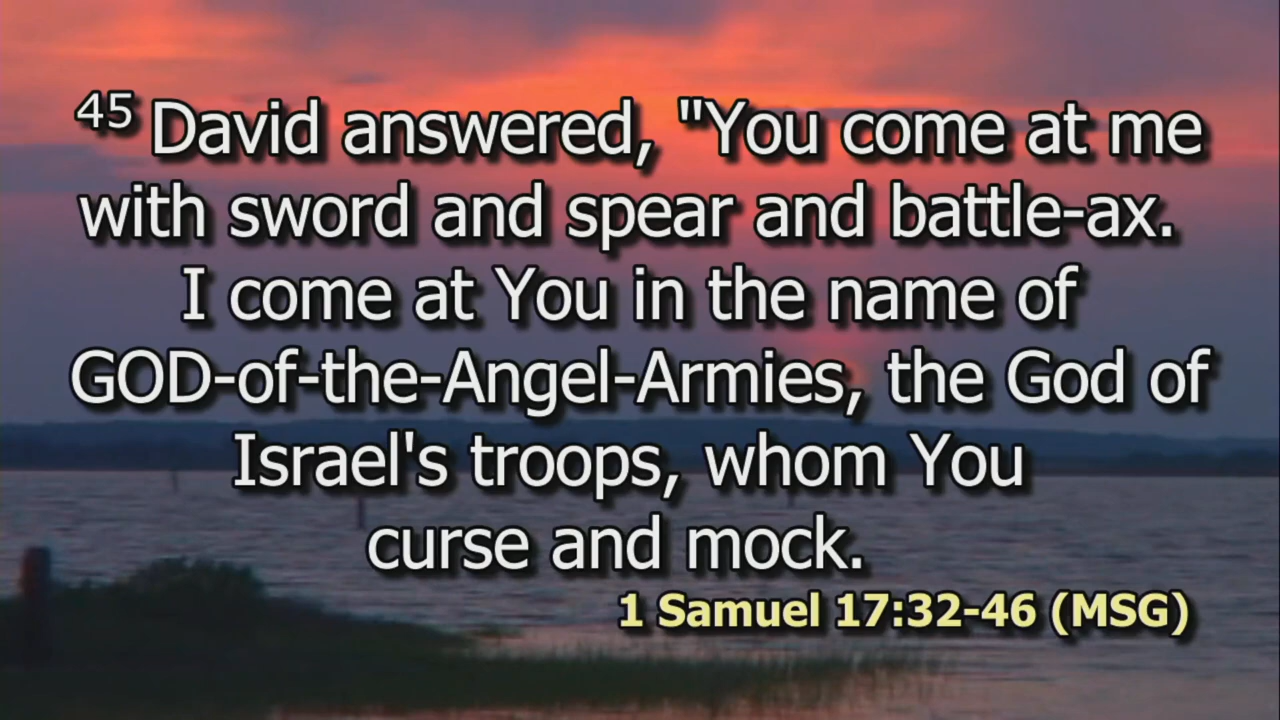 45 David answered, "You come at me
with sword and spear and battle-ax.
I come at You in the name of
GOD-of-the-Angel-Armies, the God of
Israel's troops, whom You
curse and mock.
1 Samuel 17:32-46 (MSG)